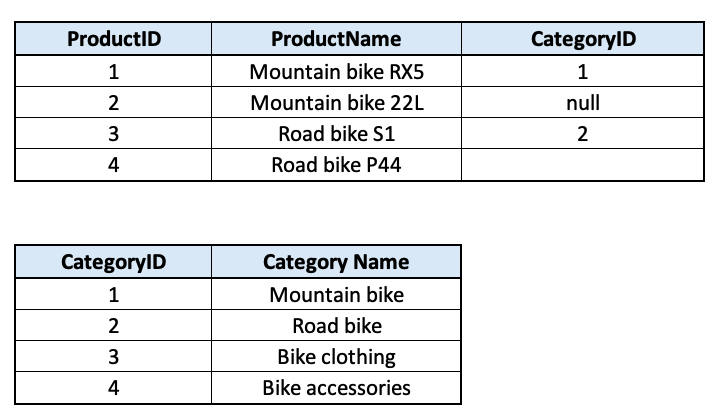 ProductID ProductName CategoryID
1 Mountain bike RX5 1
2 Mountain bike 22L null
3 Road bike S1 2
4 Road bike P44
CategoryID Category Name
1 Mountain bike
2 Road bike
3 Bike clothing
4 Bike accessories